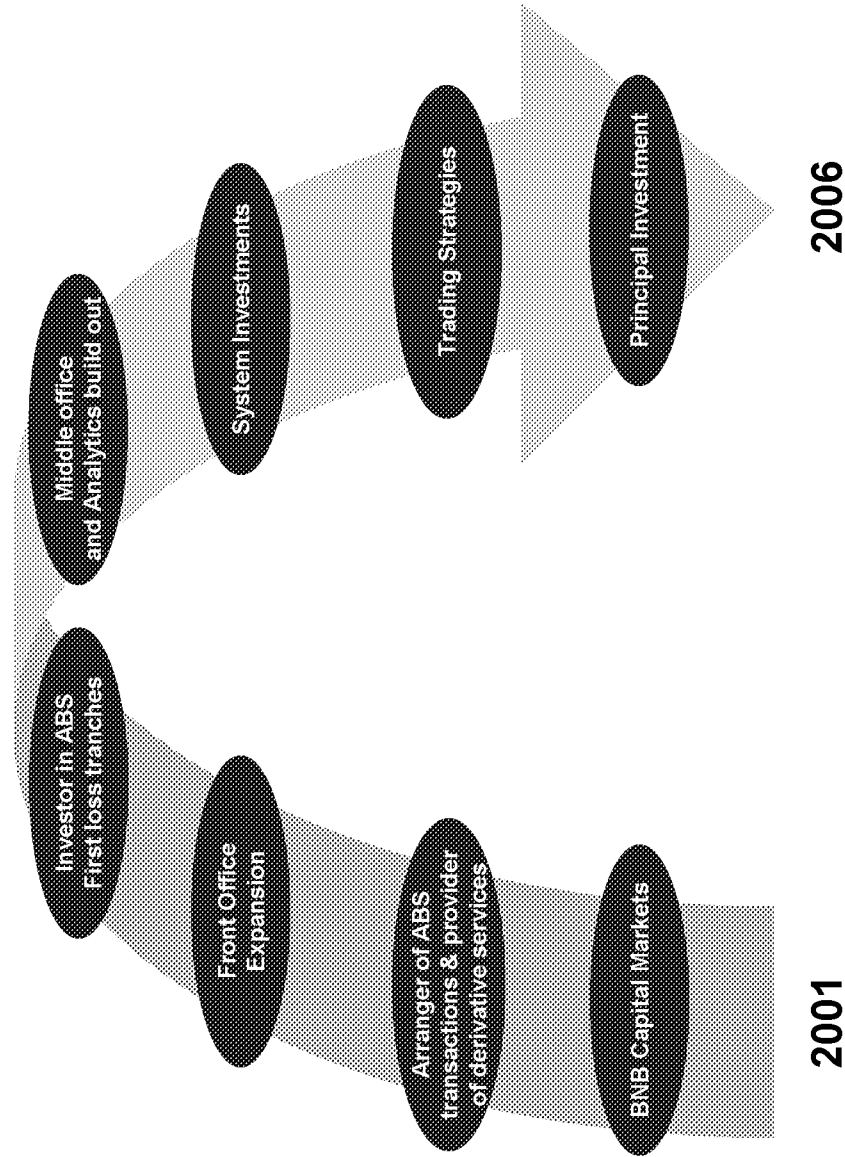 Investor in ABS
First loss tranches
Middle office
and Analytics build out
Front Office
Expansion
System Investments
Arranger of ABS
transactions & provider
of derivative services
Trading Strategies
BNB Capital Markets
Principal Investment
2001
2006